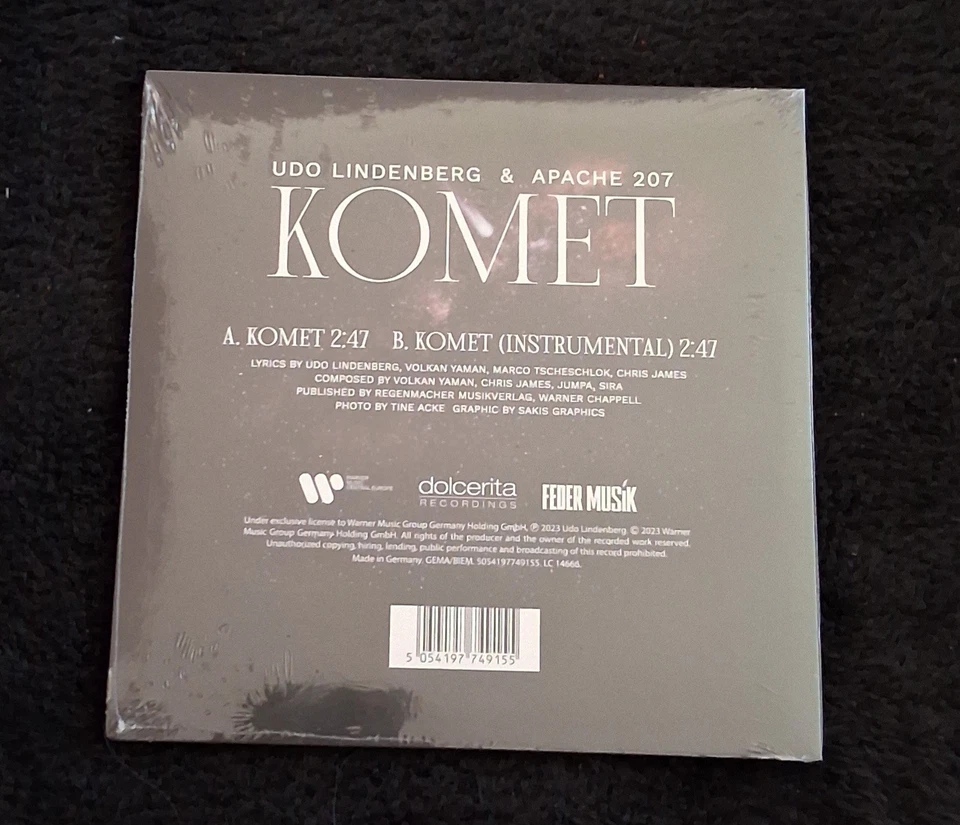 UDO LINDENBERG & APACHE 207
KOMET
A. KOMET 2:47 B. KOMET (INSTRUMENTAL) 2:47
LYRICS BY UDO LINDENBERG, VOLKAN YAMAN, MARCO TSCHESCHLOK, CHRIS JAMES
COMPOSED BY VOLKAN YAMAN, CHRIS JAMES, JUMPA, SIRA
PUBLISHED BY REGENMACHER MUSIKVERLAG, WARNER CHAPPELL
PHOTO BY TINE ACKE GRAPHIC BY SAKIS GRAPHICS
WARNER
MUSIC
CENTRAL EUROPE
dolcerita
RECORDINGS
FEDER MUSiK
Under exclusive license to Warner Music Group Germany Holding GmbH, ℗ 2023 Udo Lindenberg. © 2023 Warner
Music Group Germany Holding GmbH. All rights of the producer and the owner of the recorded work reserved.
Unauthorized copying, hiring, lending, public performance and broadcasting of this record prohibited.
Made in Germany. GEMA/BIEM. 5054197749155. LC 14666.
5 054197 749155